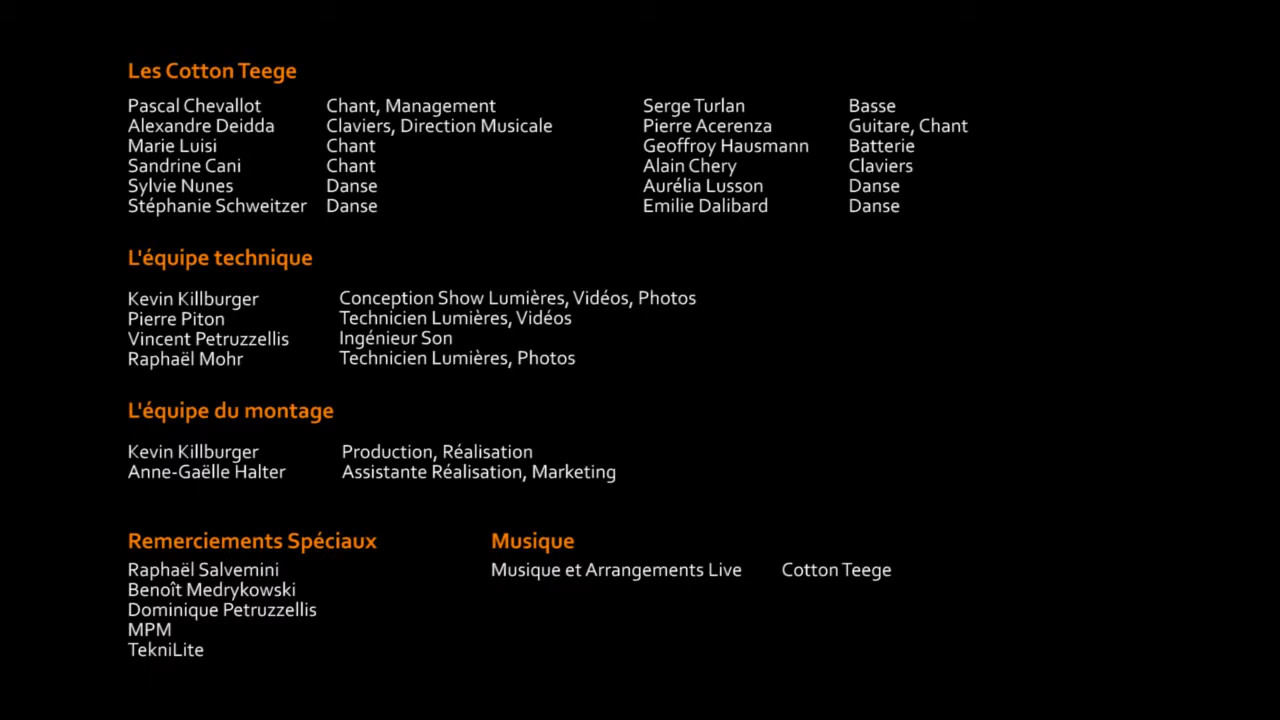 Les Cotton Teege
Pascal Chevallot Chant, Management Serge Turlan Basse
Alexandre Deidda Claviers, Direction Musicale Pierre Acerenza Guitare, Chant
Marie Luisi Chant Geoffroy Hausmann Batterie
Sandrine Cani Chant Alain Chery Claviers
Sylvie Nunes Danse Aurélia Lusson Danse
Stéphanie Schweitzer Danse Emilie Dalibard Danse
L'équipe technique
Kevin Killburger Conception Show Lumières, Vidéos, Photos
Pierre Piton Technicien Lumières, Vidéos
Vincent Petruzzellis Ingénieur Son
Raphaël Mohr Technicien Lumières, Photos
L'équipe du montage
Kevin Killburger Production, Réalisation
Anne-Gaëlle Halter Assistante Réalisation, Marketing
Remerciements Spéciaux Musique
Raphaël Salvemini Musique et Arrangements Live Cotton Teege
Benoît Medrykowski
Dominique Petruzzellis
MPM
TekniLite